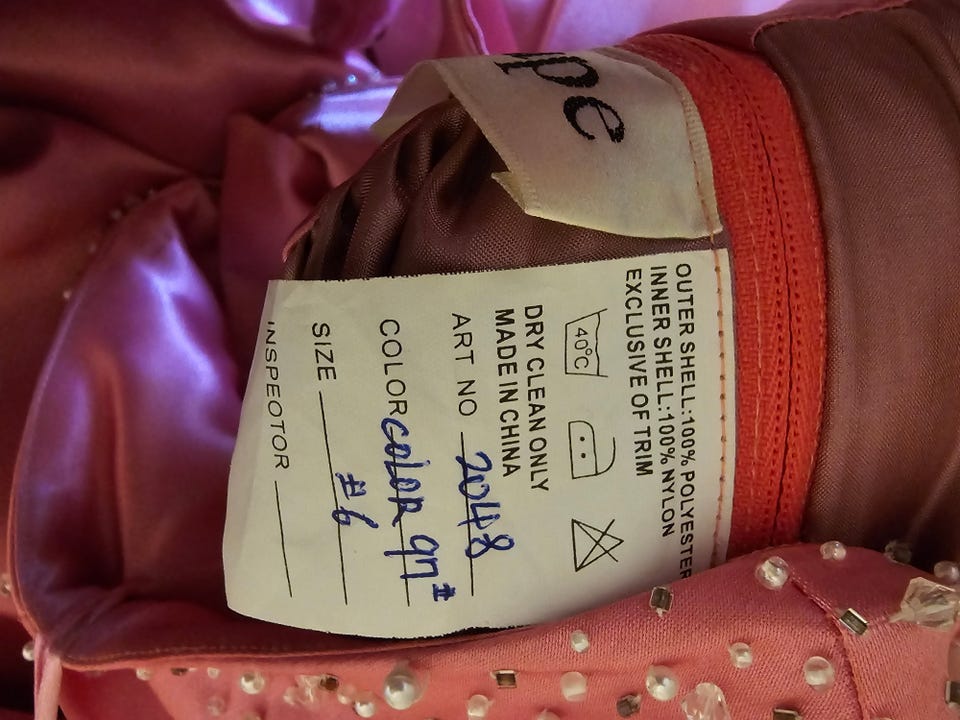 OUTER SHELL:100% POLYESTER
INNER SHELL:100% NYLON
EXCLUSIVE OF TRIM
40°C
DRY CLEAN ONLY
MADE IN CHINA
ART NO 2048
COLOR color 97#
SIZE #6
INSPEOTOR